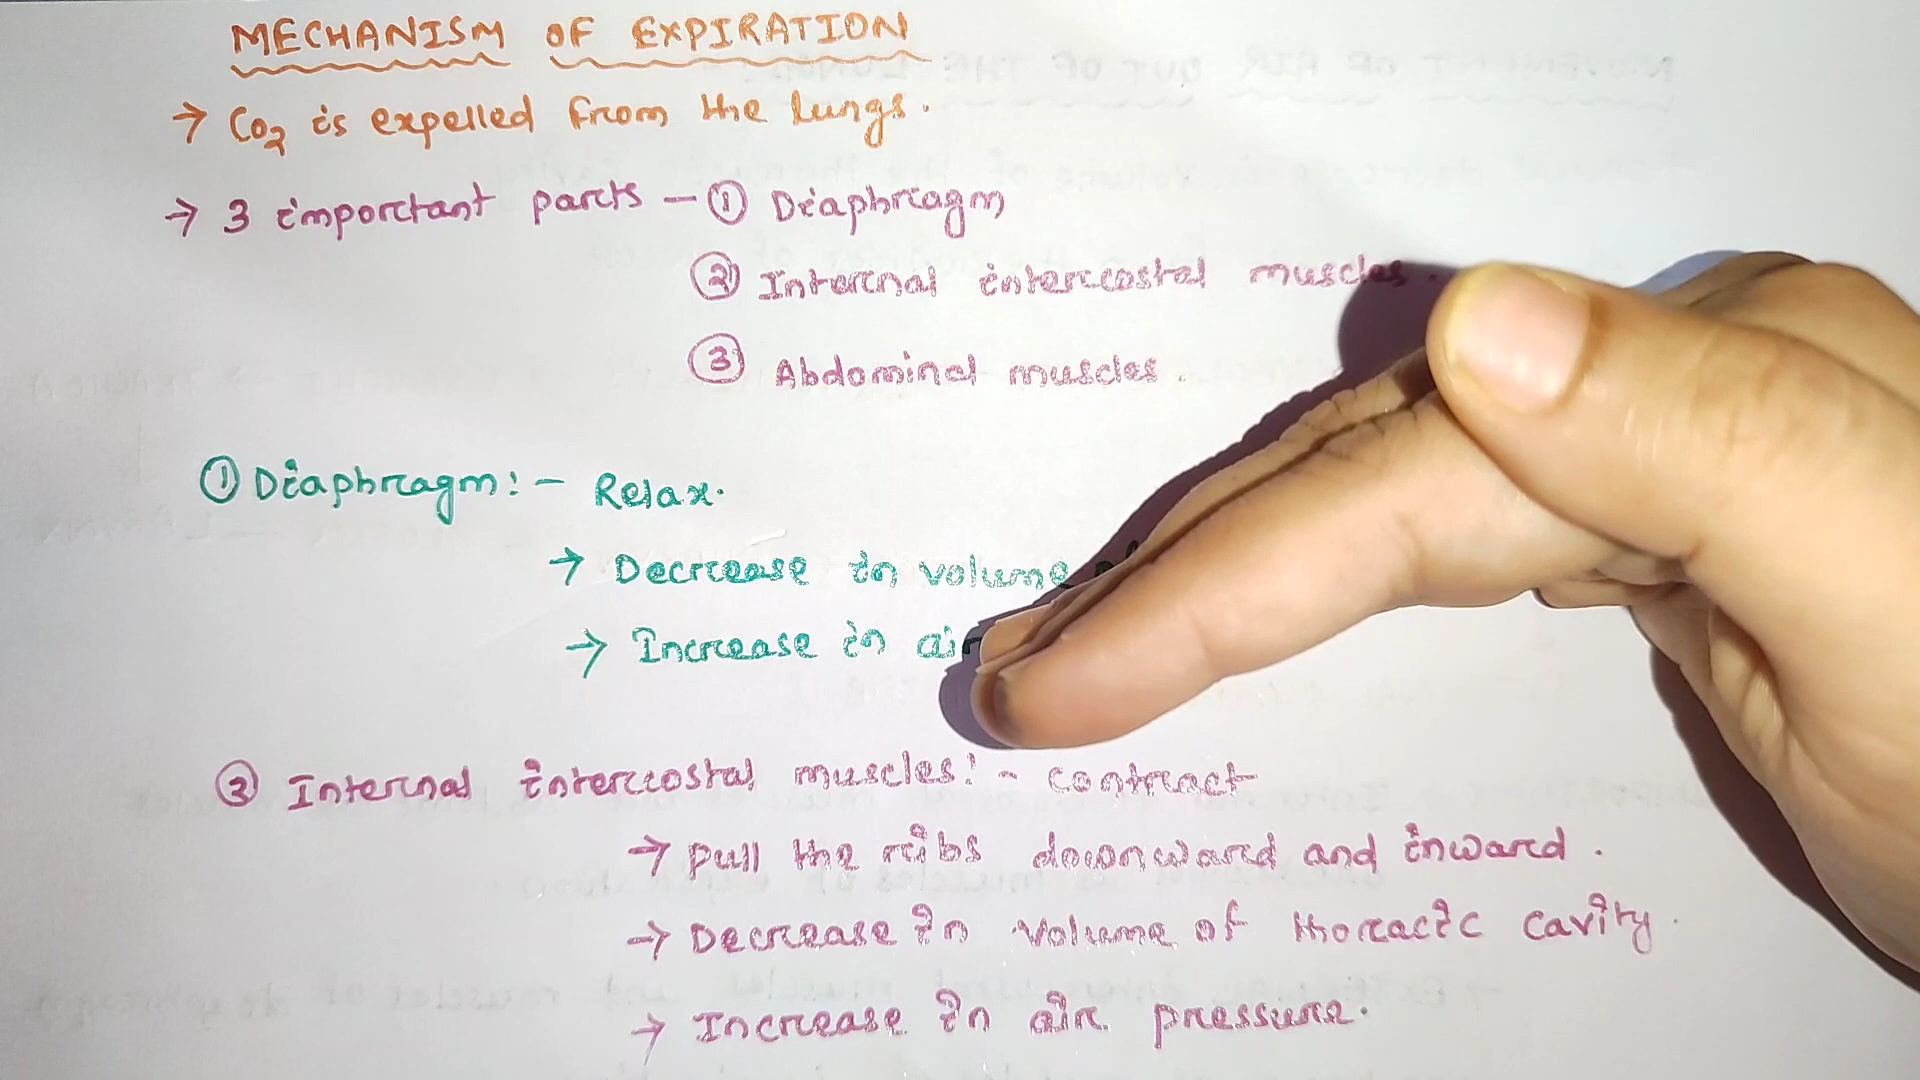 MECHANISM OF EXPIRATION
→ CO2 is expelled from the lungs.
→ 3 important parts – ① Diaphragm
② Internal intercostal muscles.
③ Abdominal muscles.
① Diaphragm :- Relax.
→ Decrease in volume
→ Increase in air
② Internal intercostal muscles :- contract
→ pull the ribs downward and inward.
→ Decrease in volume of thoracic cavity.
→ Increase in air pressure.